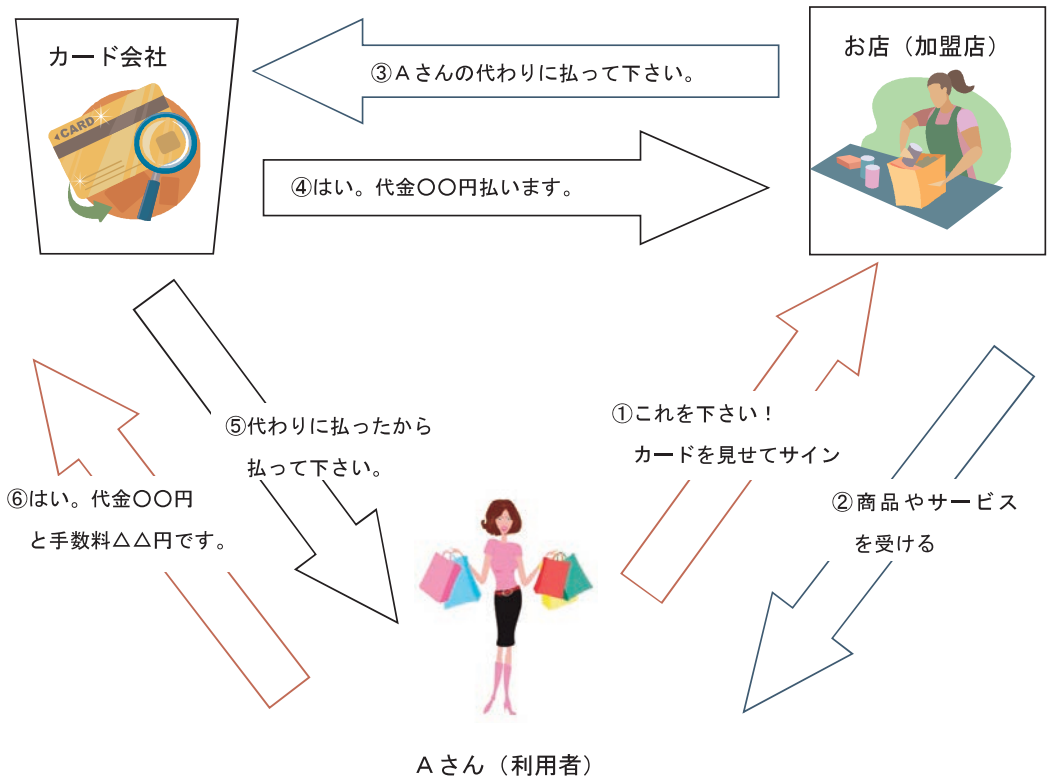 カード会社
CARD
お店（加盟店）
③Aさんの代わりに払って下さい。
④はい。代金〇〇円払います。
⑤代わりに払ったから
払って下さい。
①これを下さい！
カードを見せてサイン
⑥はい。代金〇〇円
と手数料△△円です。
②商品やサービス
を受ける
Aさん（利用者）